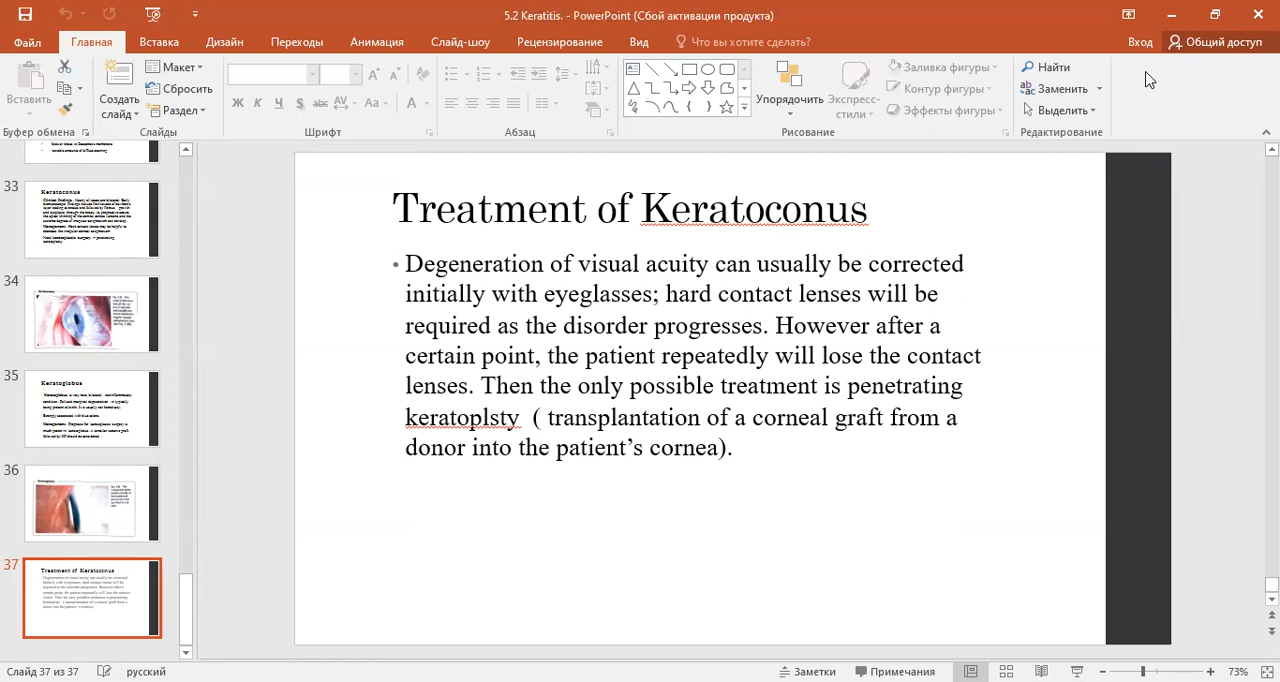 5.2 Keratitis. - PowerPoint (Сбой активации продукта)
Файл Главная Вставка Дизайн Переходы Анимация Слайд-шоу Рецензирование Вид Что вы хотите сделать? Вход Общий доступ
Вставить
Создать слайд
Макет
Сбросить
Раздел
Ж К Ч S abc AV Aa A
Упорядочить
Экспресс-стили
Заливка фигуры
Контур фигуры
Эффекты фигуры
Найти
Заменить
Выделить
Буфер обмена Слайды Шрифт Абзац Рисование Редактирование
33
Keratoconus
34
35
Keratoglobus
36
37
Treatment of Keratoconus
Treatment of Keratoconus
• Degeneration of visual acuity can usually be corrected
initially with eyeglasses; hard contact lenses will be
required as the disorder progresses. However after a
certain point, the patient repeatedly will lose the contact
lenses. Then the only possible treatment is penetrating
keratoplsty ( transplantation of a corneal graft from a
donor into the patient’s cornea).
Слайд 37 из 37 русский Заметки Примечания 73%